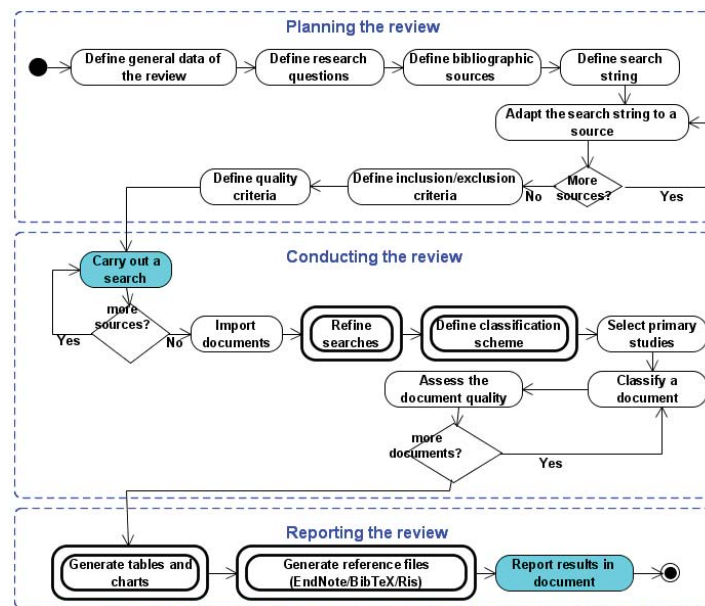 Planning the review
Define general data of
the review
Define research
questions
Define bibliographic
sources
Define search
string
Adapt the search string to a
source
More
sources?
Yes
No
Define inclusion/exclusion
criteria
Define quality
criteria
Conducting the review
Carry out a
search
more
sources?
Yes
No
Import
documents
Refine
searches
Define classification
scheme
Select primary
studies
Classify a
document
Assess the
document quality
more
documents?
Yes
Reporting the review
Generate tables and
charts
Generate reference files
(EndNote/BibTeX/Ris)
Report results in
document